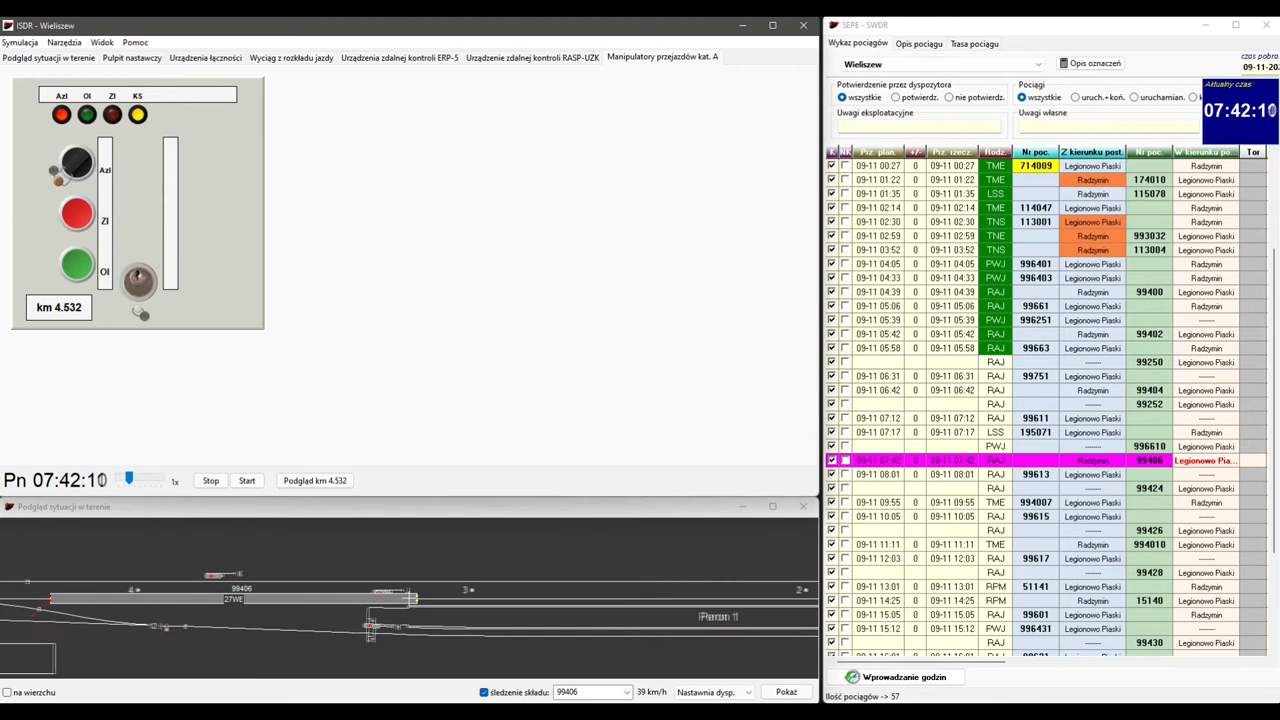 ISDR - Wieliszew
Symulacja Narzędzia Widok Pomoc
Podgląd sytuacji w terenie Pulpit nastawczy Urządzenia łączności Wyciąg z rozkładu jazdy Urządzenia zdalnej kontroli ERP-5 Urządzenie zdalnej kontroli RASP-UZK Manipulatory przejazdów kat. A
AzI OI ZI KS
AzI
ZI
OI
km 4.532
Pn 07:42:10 1x Stop Start Podgląd km 4.532
Podgląd sytuacji w terenie
99406
27WE
Peron 1
na wierzchu śledzenie składu: 99406 39 km/h Nastawnia dysp. Pokaż
SEPE - SWDR
Wykaz pociągów Opis pociągu Trasa pociągu
Wieliszew Opis oznaczeń
czas pobra
09-11-20
Potwierdzenie przez dyspozytora Pociągi Aktualny czas:
wszystkie potwierdz. nie potwierdz. wszystkie uruch.+koń. uruchamian. 07:42:10
Uwagi eksploatacyjne Uwagi własne
K NK Prz. plan. +/- Prz. rzecz. Rodz. Nr poc. Z kierunku post. Nr poc. W kierunku po... Tor
09-11 00:27 0 09-11 00:27 TME 714009 Legionowo Piaski Radzymin
09-11 01:22 0 09-11 01:22 TME Radzymin 174010 Legionowo Piaski
09-11 01:35 0 09-11 01:35 LSS Radzymin 115078 Legionowo Piaski
09-11 02:14 0 09-11 02:14 TME 114047 Legionowo Piaski Radzymin
09-11 02:30 0 09-11 02:30 TNS 113001 Legionowo Piaski Radzymin
09-11 02:59 0 09-11 02:59 TNE Radzymin 993032 Legionowo Piaski
09-11 03:52 0 09-11 03:52 TNS Radzymin 113004 Legionowo Piaski
09-11 04:05 0 09-11 04:05 PWJ 996401 Legionowo Piaski Radzymin
09-11 04:33 0 09-11 04:33 PWJ 996403 Legionowo Piaski Radzymin
09-11 04:39 0 09-11 04:39 RAJ Radzymin 99400 Legionowo Piaski
09-11 05:06 0 09-11 05:06 RAJ 99661 Legionowo Piaski Radzymin
09-11 05:39 0 09-11 05:39 PWJ 996251 Legionowo Piaski -------
09-11 05:42 0 09-11 05:42 RAJ Radzymin 99402 Legionowo Piaski
09-11 05:58 0 09-11 05:58 RAJ 99663 Legionowo Piaski Radzymin
RAJ ------- 99250 Legionowo Piaski
09-11 06:31 0 09-11 06:31 RAJ 99751 Legionowo Piaski -------
09-11 06:42 0 09-11 06:42 RAJ Radzymin 99404 Legionowo Piaski
RAJ ------- 99252 Legionowo Piaski
09-11 07:12 0 09-11 07:12 RAJ 99611 Legionowo Piaski -------
09-11 07:17 0 09-11 07:17 LSS 195071 Legionowo Piaski Radzymin
PWJ ------- 996610 Legionowo Piaski
09-11 07:42 0 09-11 07:42 RAJ Radzymin 99406 Legionowo Pia...
09-11 08:01 0 09-11 08:01 RAJ 99613 Legionowo Piaski -------
RAJ ------- 99424 Legionowo Piaski
09-11 09:55 0 09-11 09:55 TME 994007 Legionowo Piaski Radzymin
09-11 10:05 0 09-11 10:05 RAJ 99615 Legionowo Piaski -------
RAJ ------- 99426 Legionowo Piaski
09-11 11:11 0 09-11 11:11 TME Radzymin 994010 Legionowo Piaski
09-11 12:03 0 09-11 12:03 RAJ 99617 Legionowo Piaski -------
RAJ ------- 99428 Legionowo Piaski
09-11 13:01 0 09-11 13:01 RPM 51141 Legionowo Piaski Radzymin
09-11 14:25 0 09-11 14:25 RPM Radzymin 15140 Legionowo Piaski
09-11 15:05 0 09-11 15:05 RAJ 99601 Legionowo Piaski Radzymin
09-11 15:12 0 09-11 15:12 PWJ 996431 Legionowo Piaski Radzymin
RAJ ------- 99430 Legionowo Piaski
Wprowadzanie godzin
Ilość pociągów -> 57